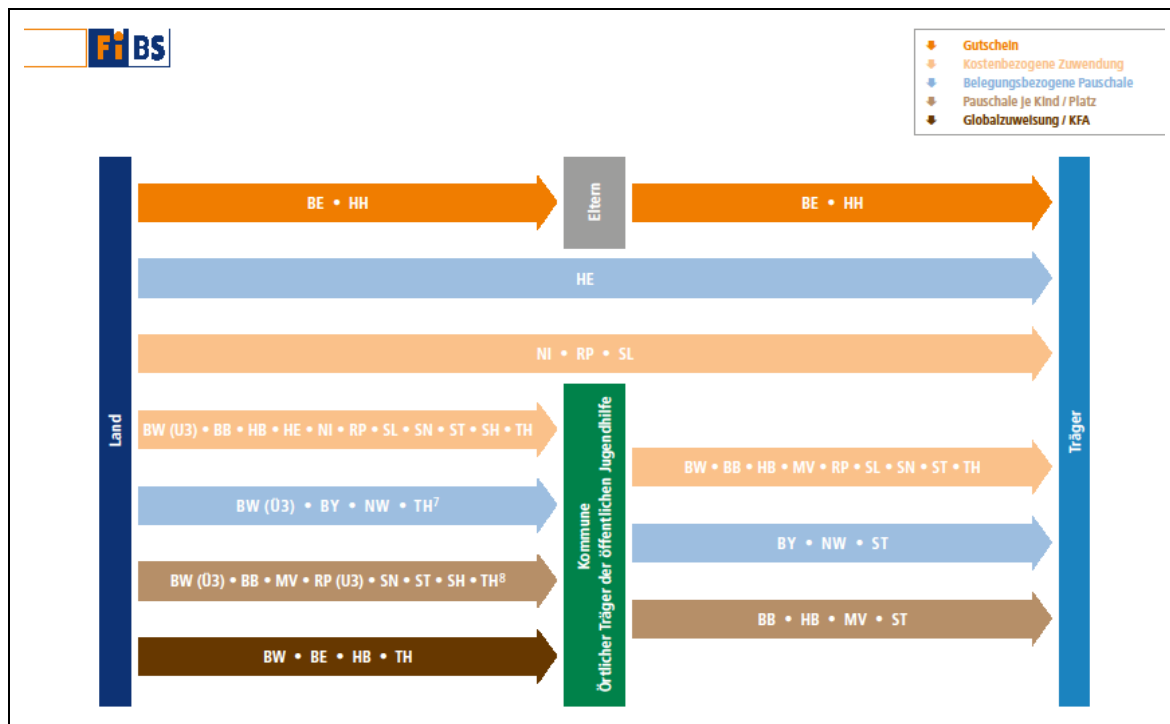 FiBS
Gutschein
Kostenbezogene Zuwendung
Belegungsbezogene Pauschale
Pauschale je Kind / Platz
Globalzuweisung / KFA
Land
Eltern
Träger
BE • HH
BE • HH
HE
NI • RP • SL
Kommune
Örtlicher Träger der öffentlichen Jugendhilfe
BW (U3) • BB • HB • HE • NI • RP • SL • SN • ST • SH • TH
BW • BB • HB • MV • RP • SL • SN • ST • TH
BW (Ü3) • BY • NW • TH⁷
BY • NW • ST
BW (Ü3) • BB • MV • RP (U3) • SN • ST • SH • TH⁸
BB • HB • MV • ST
BW • BE • HB • TH